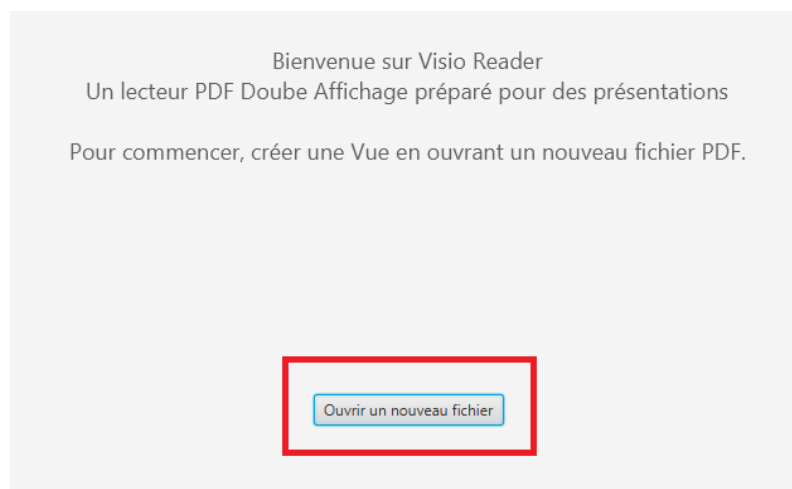 Bienvenue sur Visio Reader
Un lecteur PDF Doube Affichage préparé pour des présentations
Pour commencer, créer une Vue en ouvrant un nouveau fichier PDF.
Ouvrir un nouveau fichier